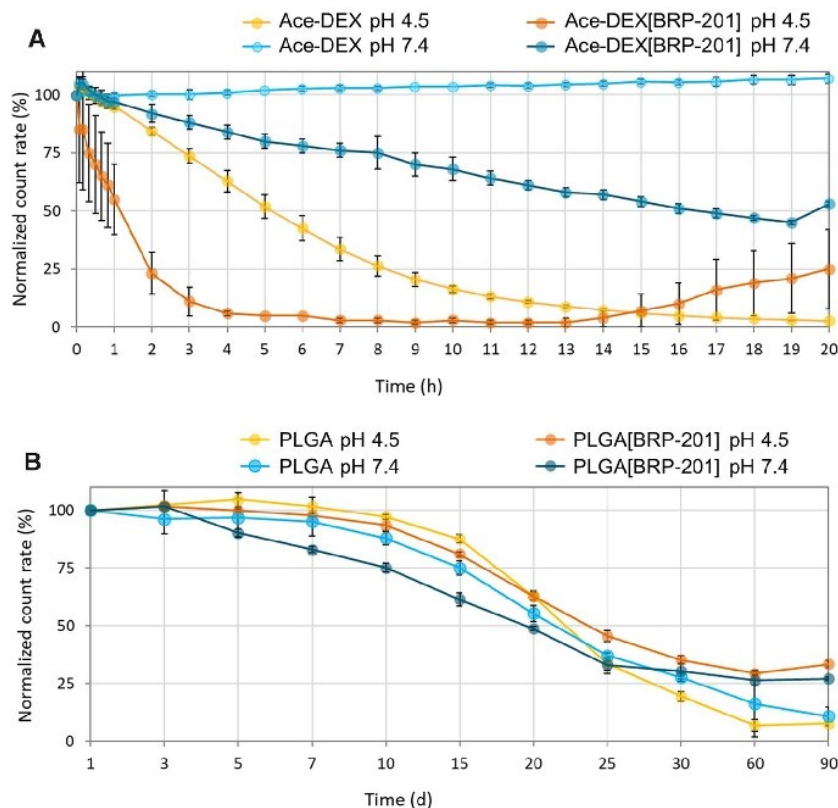 Ace-DEX pH 4.5 Ace-DEX[BRP-201] pH 4.5
A Ace-DEX pH 7.4 Ace-DEX[BRP-201] pH 7.4
Normalized count rate (%)
100
75
50
25
0
0 1 2 3 4 5 6 7 8 9 10 11 12 13 14 15 16 17 18 19 20
Time (h)
PLGA pH 4.5 PLGA[BRP-201] pH 4.5
B PLGA pH 7.4 PLGA[BRP-201] pH 7.4
Normalized count rate (%)
100
75
50
25
0
1 3 5 7 10 15 20 25 30 60 90
Time (d)